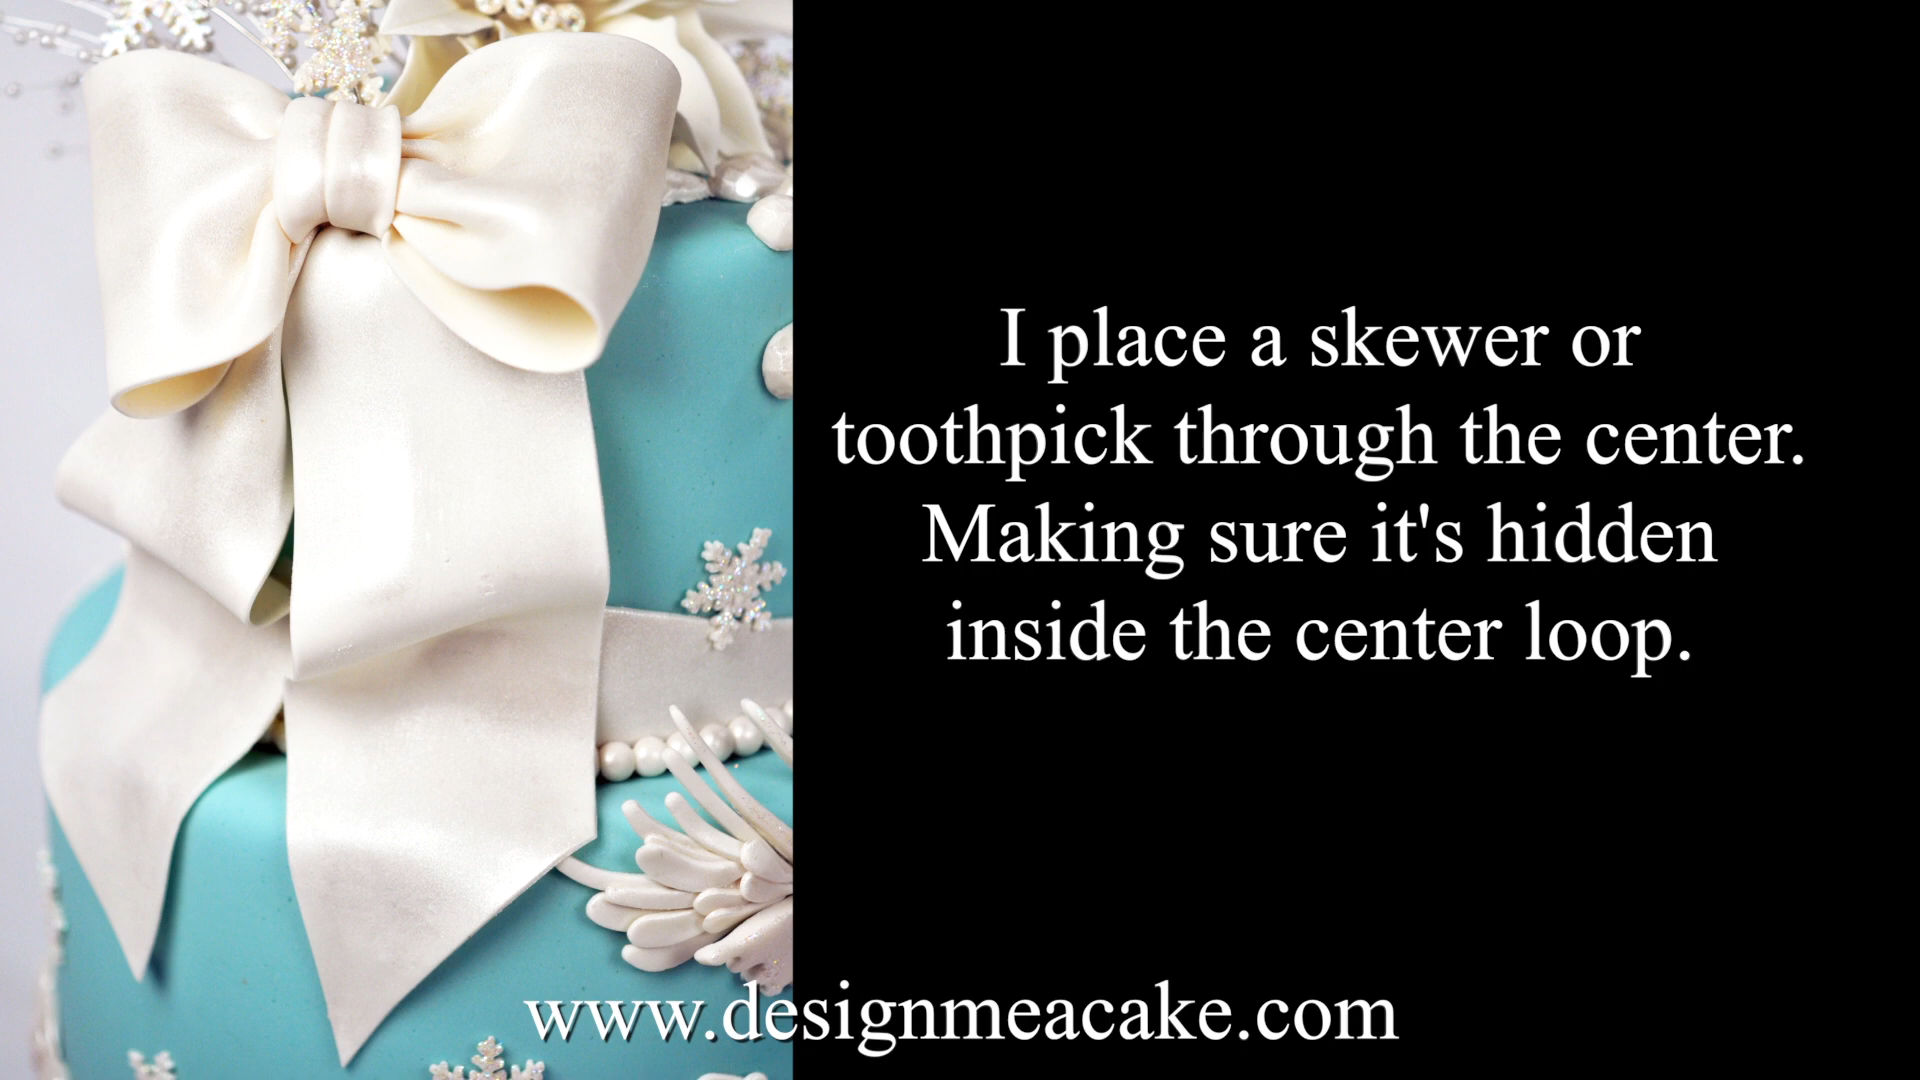 I place a skewer or
toothpick through the center.
Making sure it's hidden
inside the center loop.
www.designmeacake.com